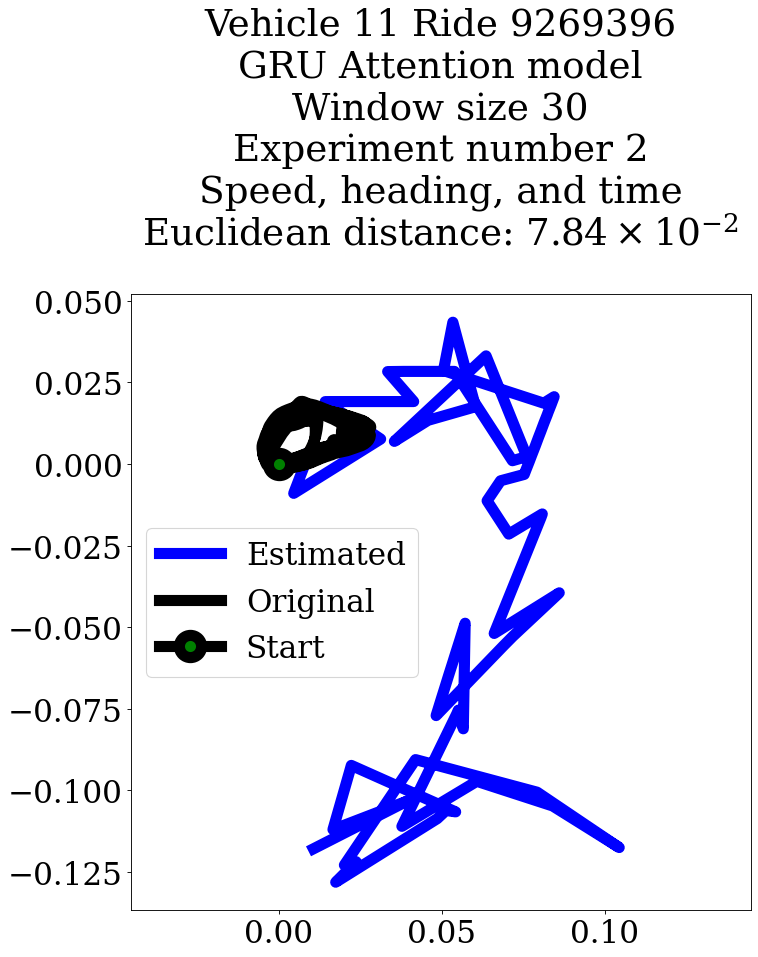 Vehicle 11 Ride 9269396
GRU Attention model
Window size 30
Experiment number 2
Speed, heading, and time
Euclidean distance: 7.84 × 10⁻²
0.050
0.025
0.000
−0.025
−0.050
−0.075
−0.100
−0.125
Estimated
Original
Start
0.00 0.05 0.10